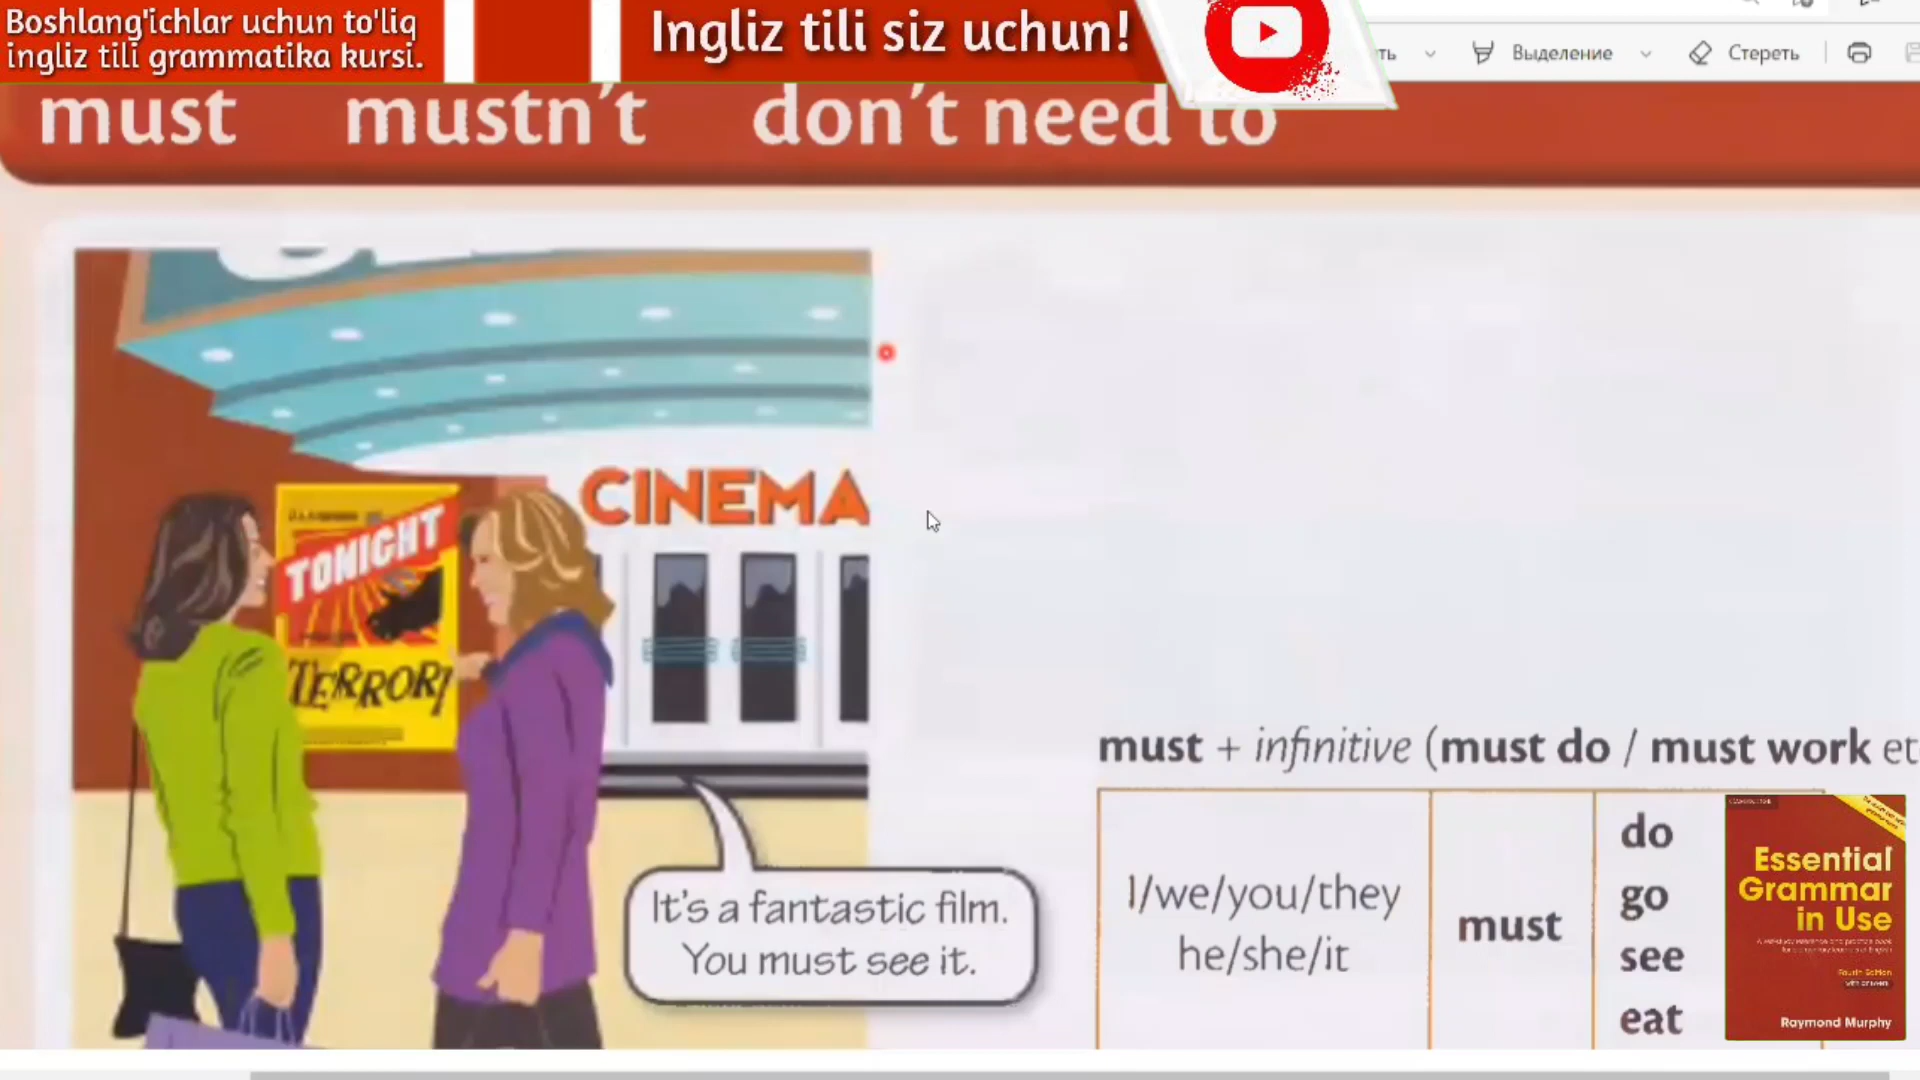 Boshlang'ichlar uchun to'liq
ingliz tili grammatika kursi.
Ingliz tili siz uchun!
Выделение
Стереть
must mustn't don't need to
CINEMA
TONIGHT
TERROR!
It's a fantastic film.
You must see it.
must + infinitive (must do / must work
I/we/you/they
he/she/it
must
do
go
see
eat
Essential
Grammar
in Use
Fourth Edition
Raymond Murphy